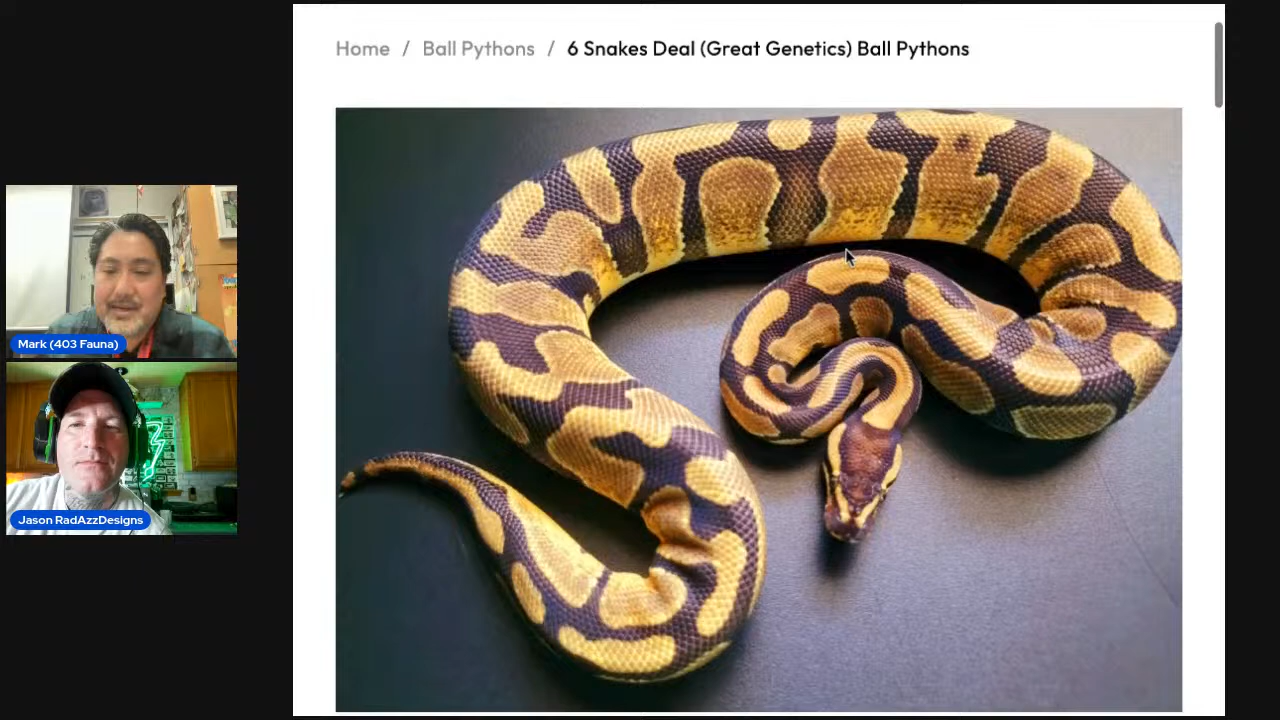 Home / Ball Pythons / 6 Snakes Deal (Great Genetics) Ball Pythons
Mark (403 Fauna)
Jason RadAzzDesigns